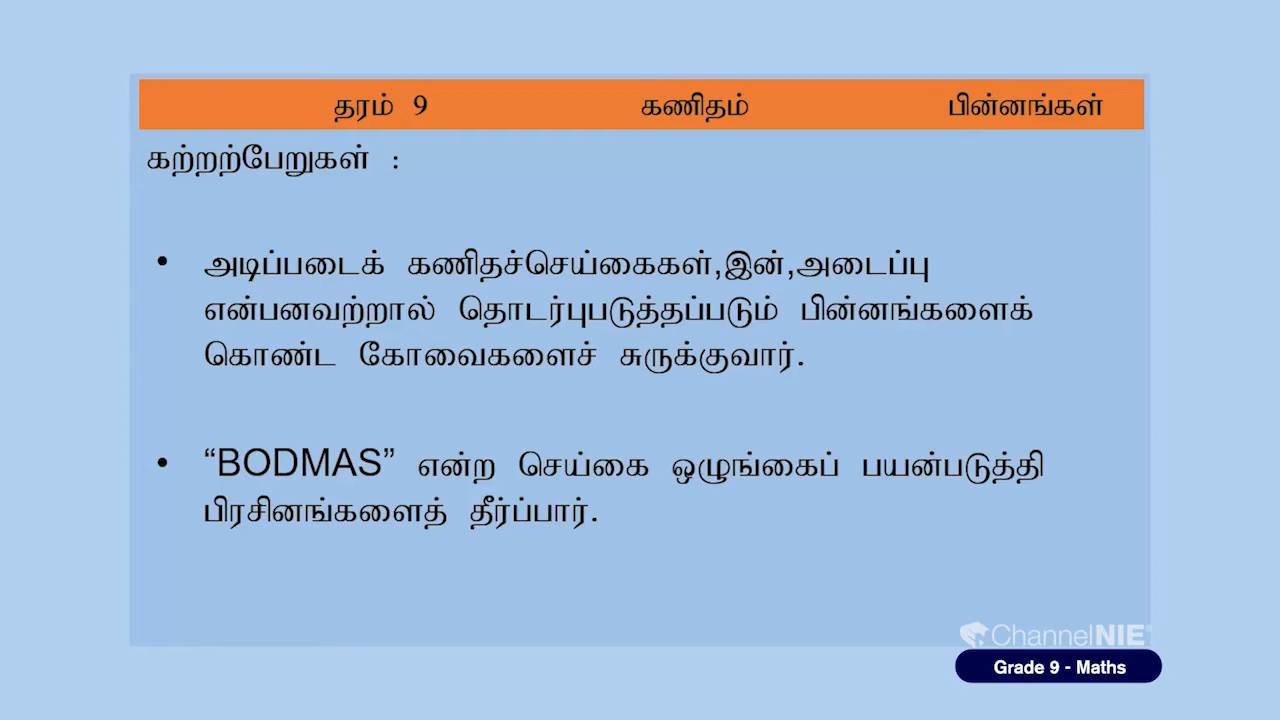 தரம் 9 கணிதம் பின்னங்கள்
கற்றற்பேறுகள் :
• அடிப்படைக் கணிதச்செய்கைகள்,இன்,அடைப்பு
என்பனவற்றால் தொடர்புபடுத்தப்படும் பின்னங்களைக்
கொண்ட கோவைகளைச் சுருக்குவார்.
• “BODMAS” என்ற செய்கை ஒழுங்கைப் பயன்படுத்தி
பிரசினங்களைத் தீர்ப்பார்.
ChannelNIE
Grade 9 - Maths